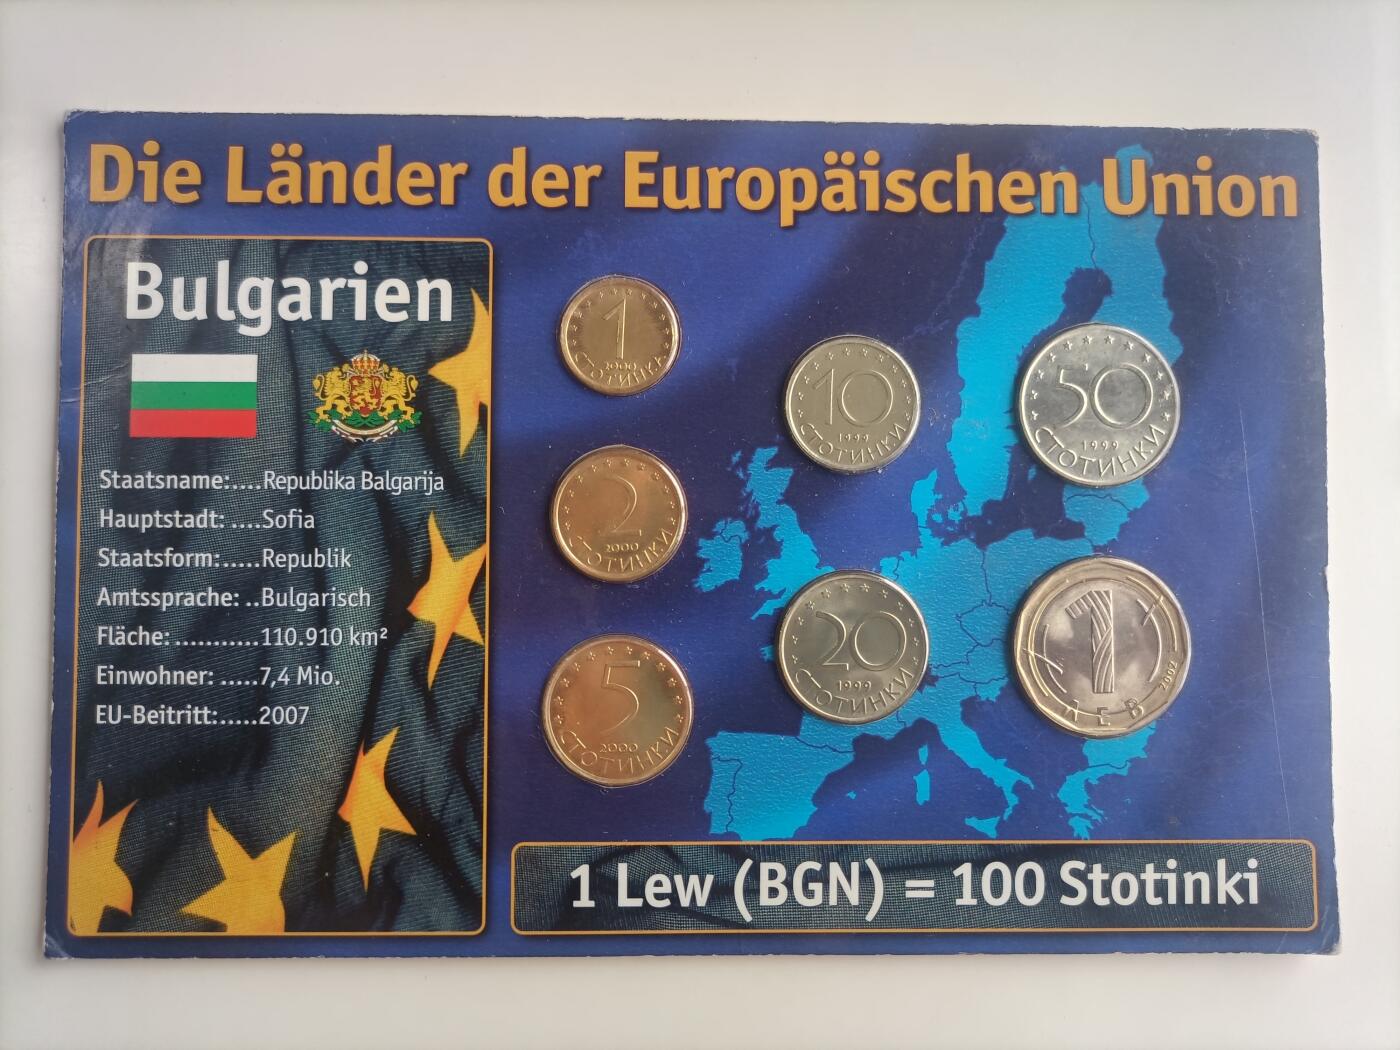 Die Länder der Europäischen Union
Bulgarien
Staatsname:....Republika Balgarija
Hauptstadt: ....Sofia
Staatsform:.....Republik
Amtssprache: ..Bulgarisch
Fläche:...........110.910 km²
Einwohner: .....7,4 Mio.
EU-Beitritt:.....2007
1
2000
СТОТИНКА
2
2000
СТОТИНКИ
5
2000
СТОТИНКИ
10
1999
СТОТИНКИ
20
1999
СТОТИНКИ
50
1999
СТОТИНКИ
1
ЛЕВ
2002
1 Lew (BGN) = 100 Stotinki